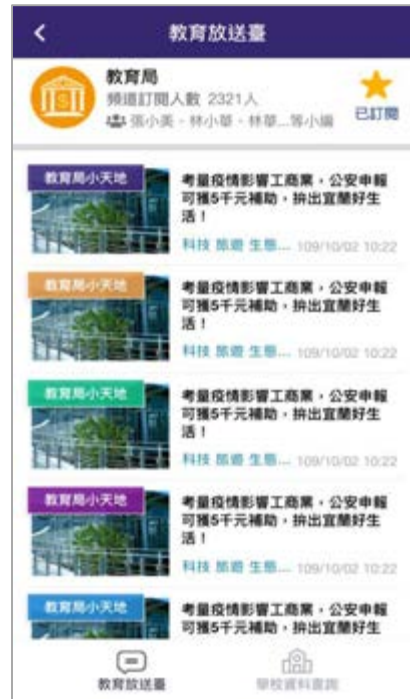 教育放送臺
教育局
頻道訂閱人數 2321人
張小美、林小華、林華...等小編
已訂閱
教育局小天地
考量疫情影響工商業，公安申報
可獲5千元補助，拚出宜蘭好生
活！
科技 旅遊 生態... 109/10/02 10:22
教育局小天地
考量疫情影響工商業，公安申報
可獲5千元補助，拚出宜蘭好生
活！
科技 旅遊 生態... 109/10/02 10:22
教育局小天地
考量疫情影響工商業，公安申報
可獲5千元補助，拚出宜蘭好生
活！
科技 旅遊 生態... 109/10/02 10:22
教育局小天地
考量疫情影響工商業，公安申報
可獲5千元補助，拚出宜蘭好生
活！
科技 旅遊 生態... 109/10/02 10:22
教育局小天地
考量疫情影響工商業，公安申報
可獲5千元補助，拚出宜蘭好生
教育放送臺
學校資料查詢